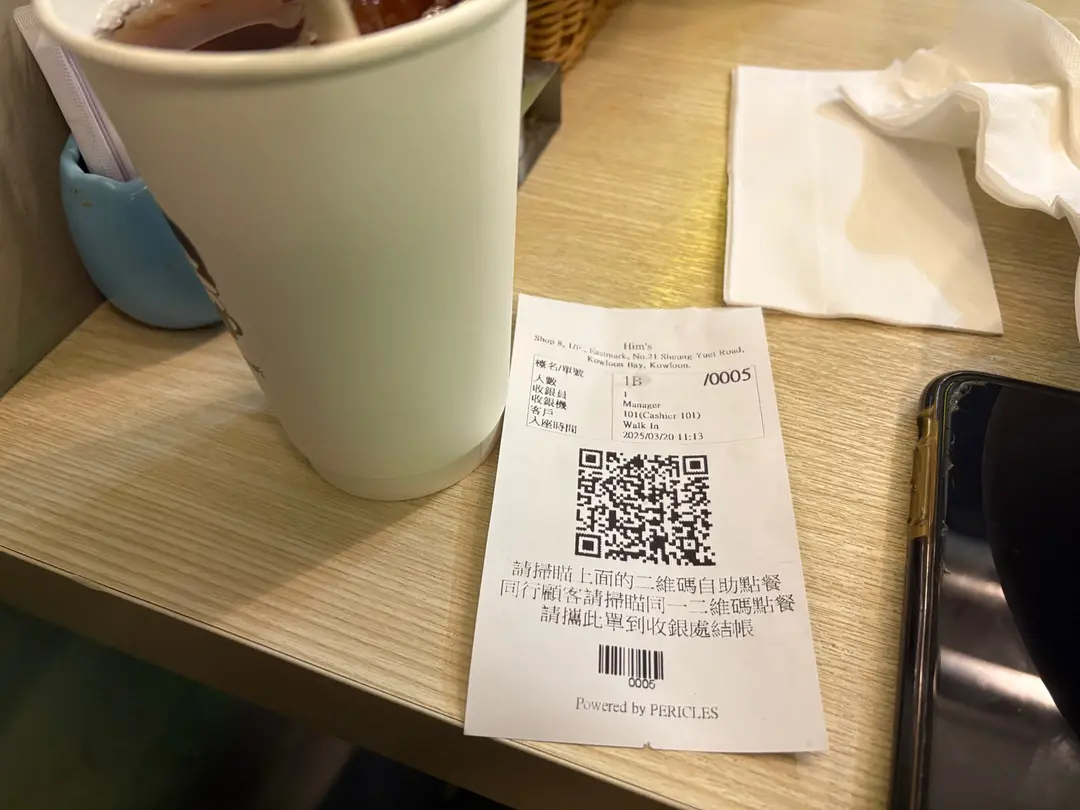 Him's
Shop 8, 1/F., Eastmark, No.21 Sheung Yuet Road,
Kowloon Bay, Kowloon.
檯名/單號 1B /0005
人數 1
收銀員 Manager
收銀機 101(Cashier 101)
客戶 Walk In
入座時間 2025/03/20 11:13
請掃瞄上面的二維碼自助點餐
同行顧客請掃瞄同一二維碼點餐
請攜此單到收銀處結帳
0005
Powered by PERICLES